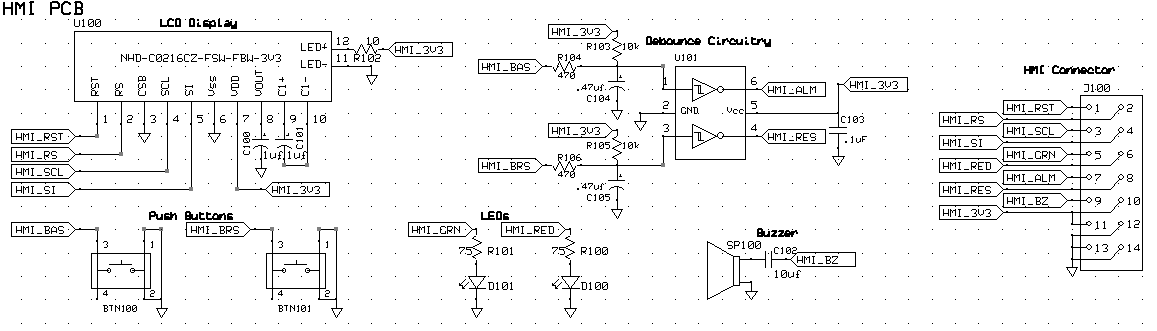 HMI PCB
U100
LCD Display
NHD-C0216CZ-FSW-FBW-3V3
LED+
LED-
12
11
10
R102
HMI_3V3
RST
RS
CSB
SCL
SI
Vss
VDD
VOUT
C1+
C1-
1
2
3
4
5
6
7
8
9
10
HMI_RST
HMI_RS
HMI_SCL
HMI_SI
C100
1uf
C101
1uf
HMI_3V3
Debounce Circuitry
HMI_3V3
R103
10k
HMI_BAS
R104
470
.47uf
C104
U101
1
2
3
GND
Vcc
6
5
4
HMI_ALM
HMI_3V3
HMI_RES
C103
.1uF
HMI_3V3
R105
10k
HMI_BRS
R106
470
.47uf
C105
HMI Connector
J100
HMI_RST
HMI_RS
HMI_SCL
HMI_SI
HMI_GRN
HMI_RED
HMI_ALM
HMI_RES
HMI_BZ
HMI_3V3
1
2
3
4
5
6
7
8
9
10
11
12
13
14
Push Buttons
HMI_BAS
3
1
4
2
BTN100
HMI_BRS
3
1
4
2
BTN101
LEDs
HMI_GRN
75
R101
D101
HMI_RED
75
R100
D100
Buzzer
SP100
C102
10uf
HMI_BZ